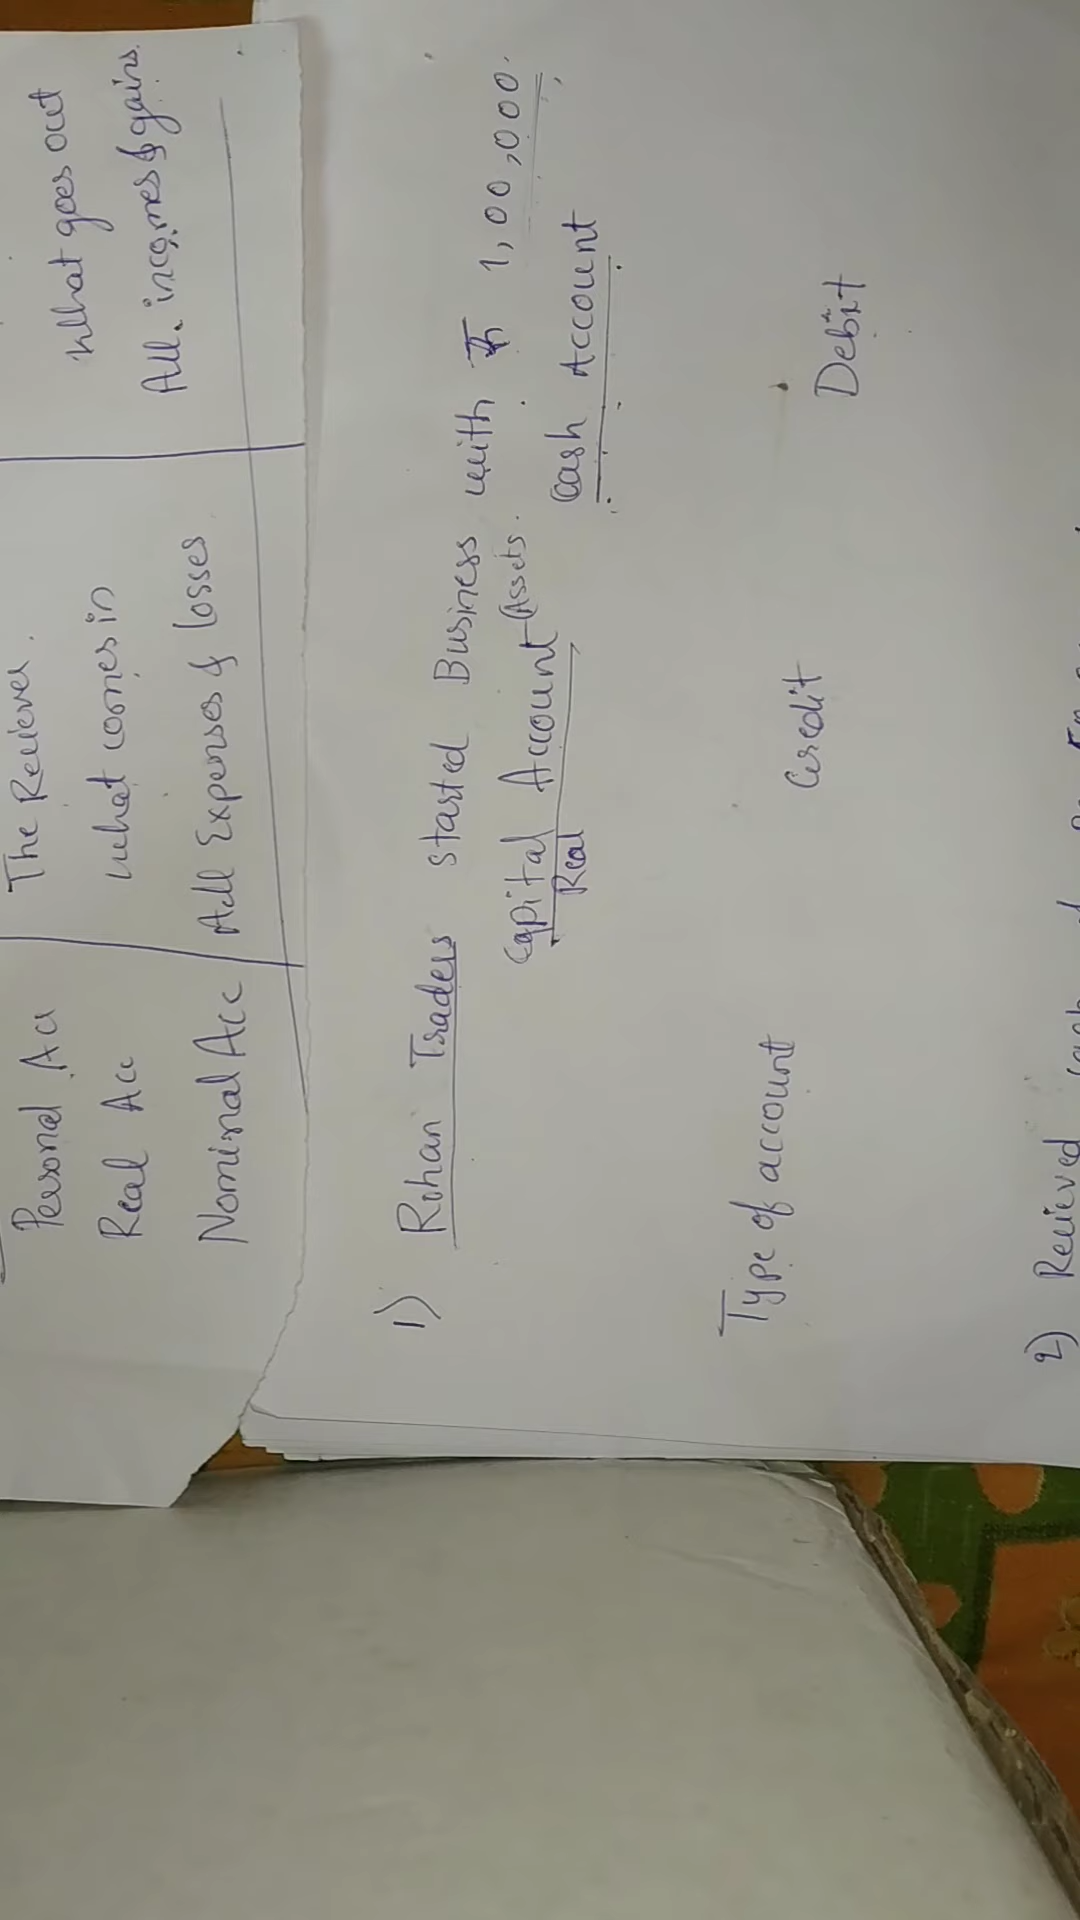 Personal Acc The Reciever.
Real Acc what comes in what goes out
Nominal Acc All Expenses & losses All incomes & gains.
1) Rohan Traders started Business with ₹ 1,00,000.
Capital Account (Assets. Cash Account
Real
Type of account Credit Debit
2) Recieved Cash